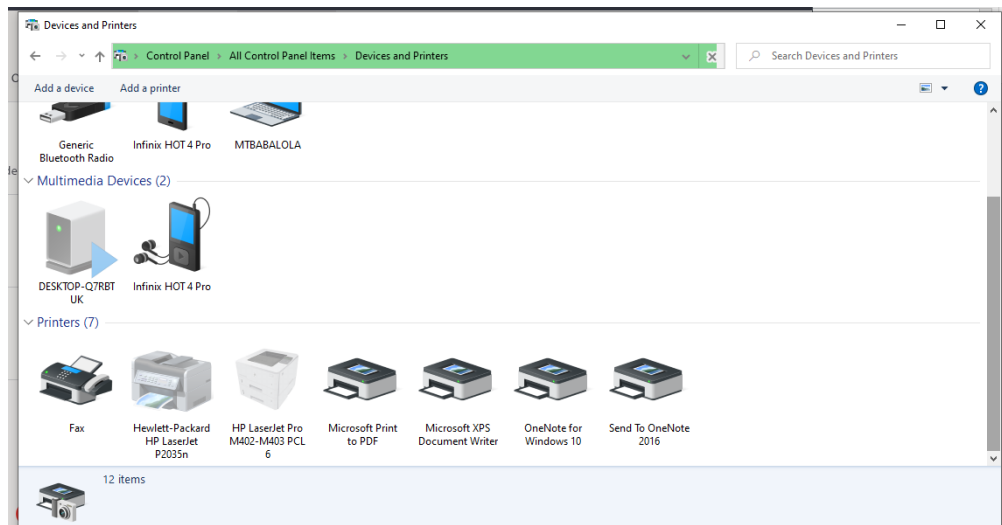 Devices and Printers
Control Panel > All Control Panel Items > Devices and Printers
Search Devices and Printers
Add a device Add a printer
Generic
Bluetooth Radio
Infinix HOT 4 Pro
MTBABALOLA
Multimedia Devices (2)
DESKTOP-Q7RBT
UK
Infinix HOT 4 Pro
Printers (7)
Fax
Hewlett-Packard
HP LaserJet
P2035n
HP LaserJet Pro
M402-M403 PCL
6
Microsoft Print
to PDF
Microsoft XPS
Document Writer
OneNote for
Windows 10
Send To OneNote
2016
12 items